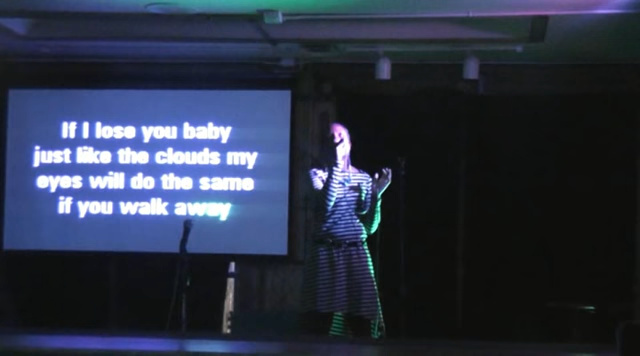 If I lose you baby
just like the clouds my
eyes will do the same
if you walk away